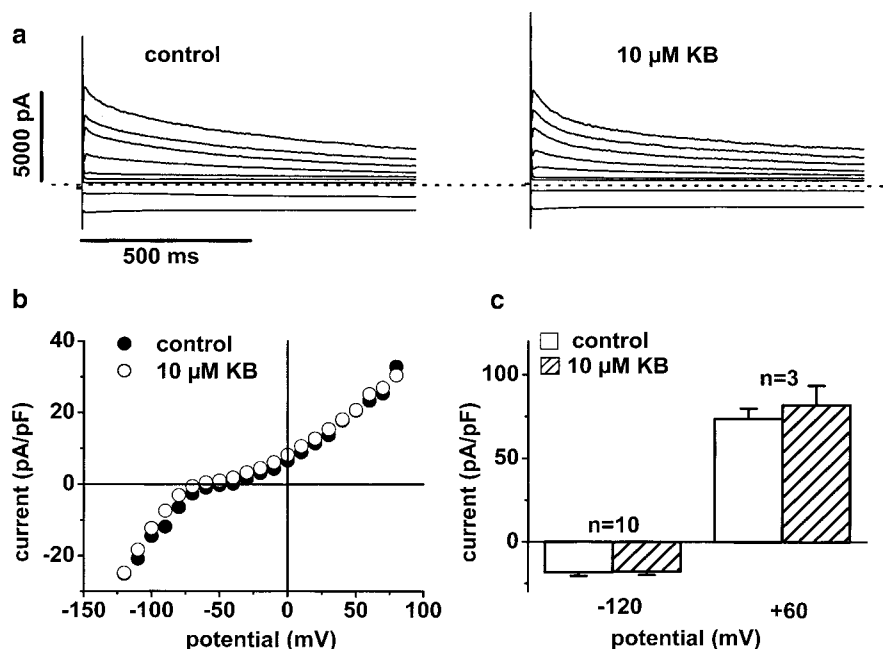 a
control
10 µM KB
5000 pA
500 ms
b
control
10 µM KB
40
20
0
-20
current (pA/pF)
-150
-100
-50
0
50
100
potential (mV)
c
control
10 µM KB
n=3
n=10
100
75
50
25
0
current (pA/pF)
-120
+60
potential (mV)